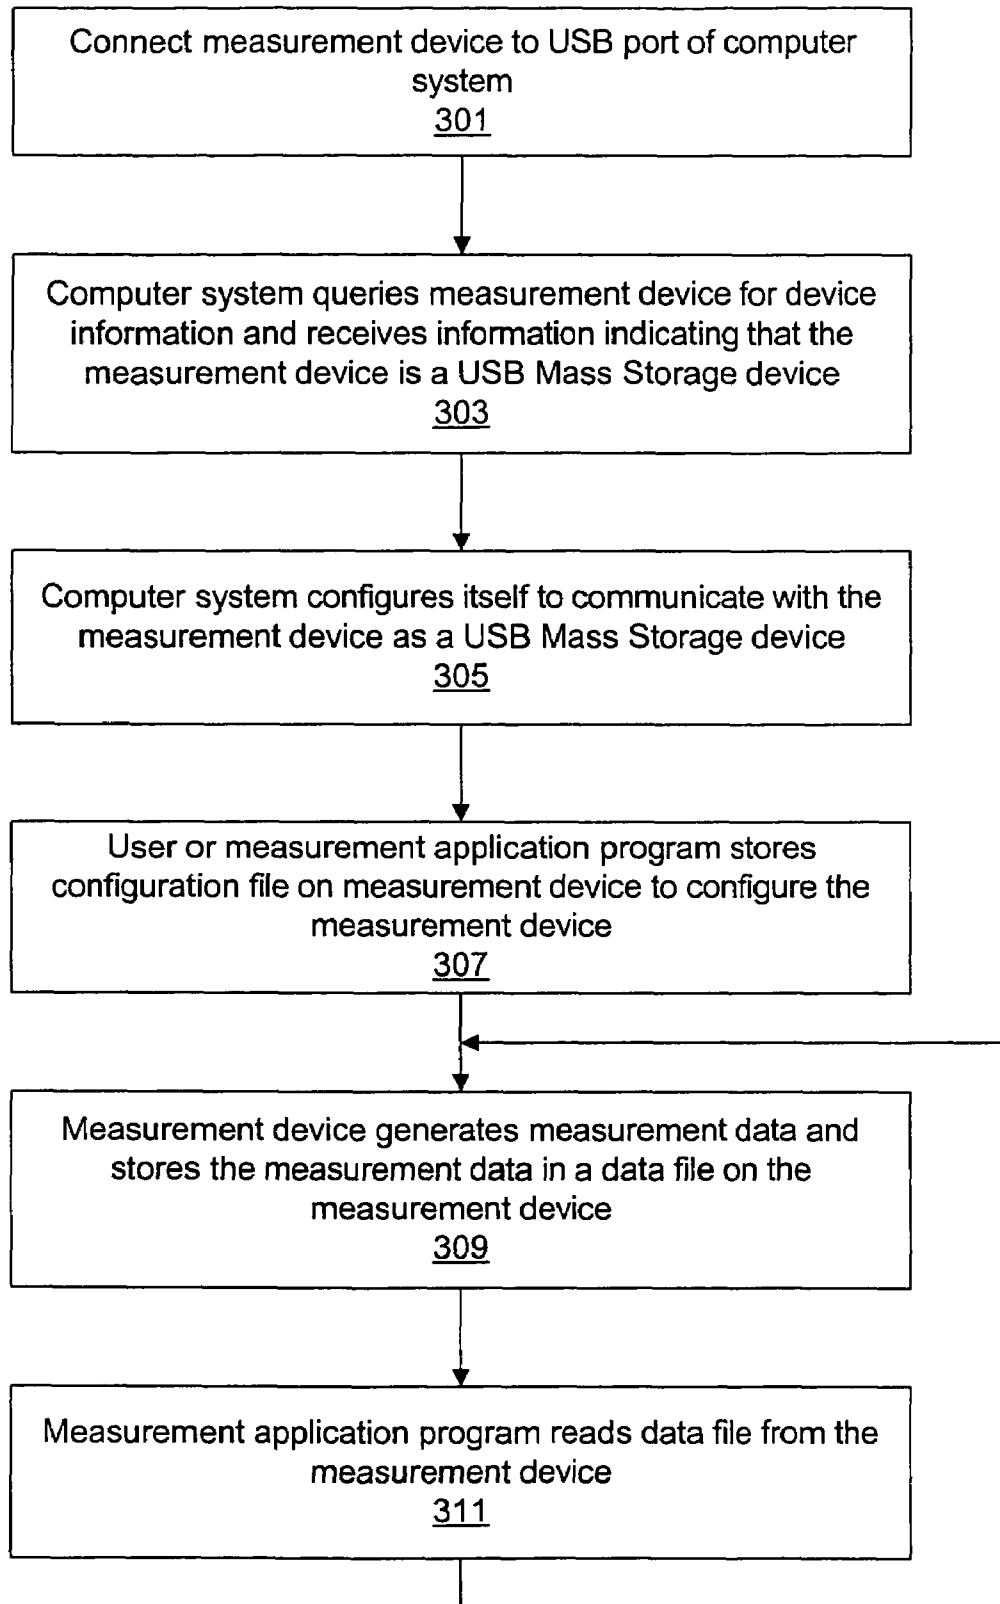 Connect measurement device to USB port of computer
system
301
Computer system queries measurement device for device
information and receives information indicating that the
measurement device is a USB Mass Storage device
303
Computer system configures itself to communicate with the
measurement device as a USB Mass Storage device
305
User or measurement application program stores
configuration file on measurement device to configure the
measurement device
307
Measurement device generates measurement data and
stores the measurement data in a data file on the
measurement device
309
Measurement application program reads data file from the
measurement device
311